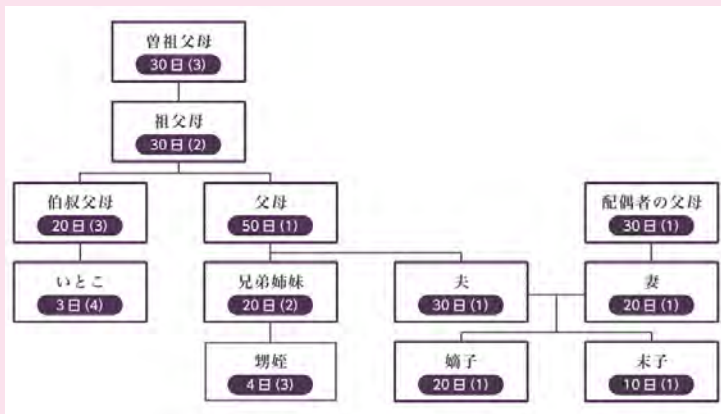 曽祖父母
30日(3)
祖父母
30日(2)
伯叔父母
20日(3)
父母
50日(1)
配偶者の父母
30日(1)
いとこ
3日(4)
兄弟姉妹
20日(2)
夫
30日(1)
妻
20日(1)
甥姪
4日(3)
嫡子
20日(1)
末子
10日(1)